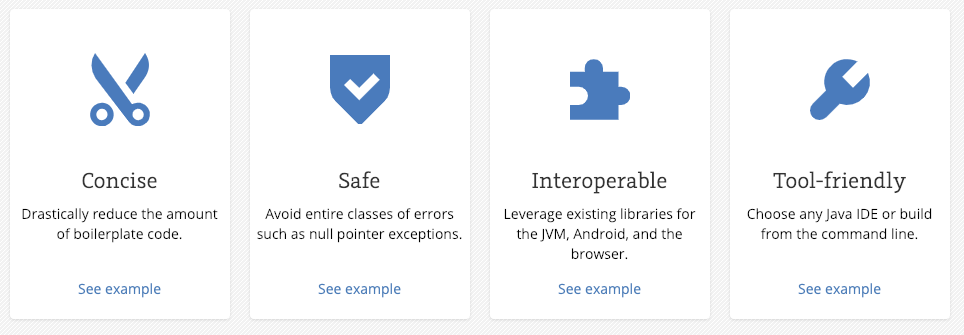 Concise
Drastically reduce the amount
of boilerplate code.
See example
Safe
Avoid entire classes of errors
such as null pointer exceptions.
See example
Interoperable
Leverage existing libraries for
the JVM, Android, and the
browser.
See example
Tool-friendly
Choose any Java IDE or build
from the command line.
See example